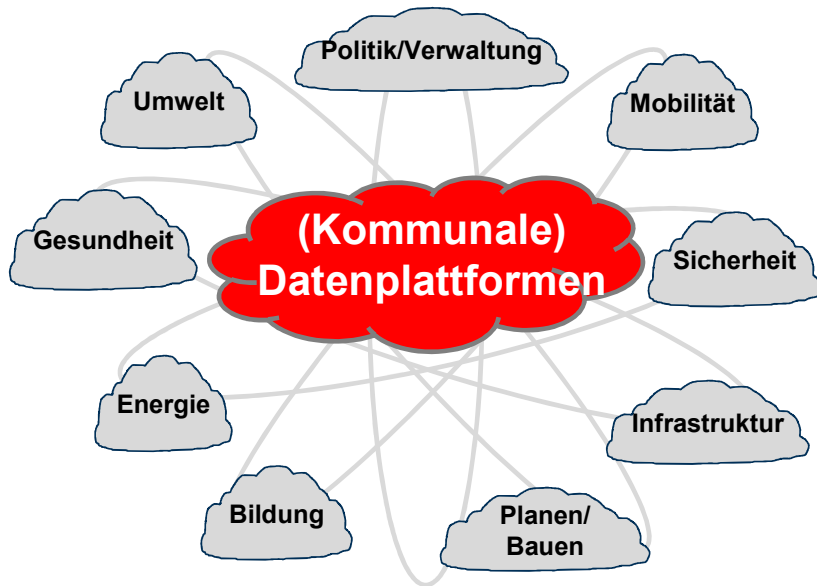 Politik/Verwaltung
Umwelt
Mobilität
(Kommunale)
Datenplattformen
Gesundheit
Sicherheit
Energie
Infrastruktur
Bildung
Planen/
Bauen